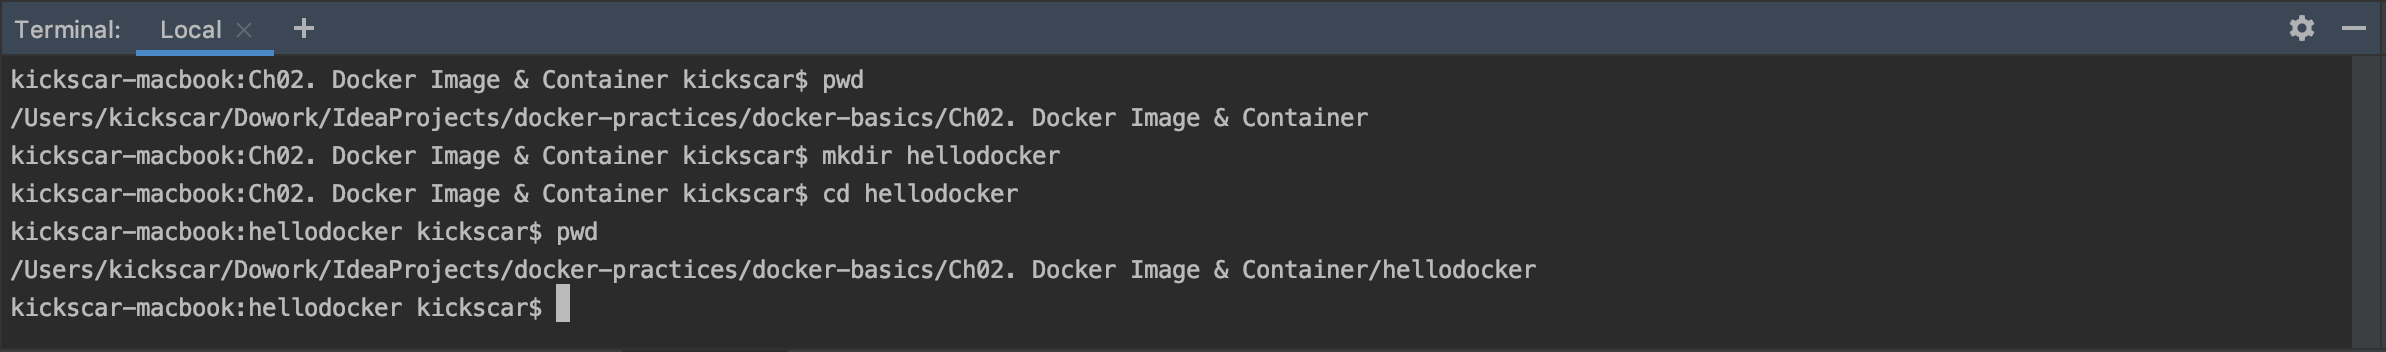 Terminal: Local × +
kickscar-macbook:Ch02. Docker Image & Container kickscar$ pwd
/Users/kickscar/Dowork/IdeaProjects/docker-practices/docker-basics/Ch02. Docker Image & Container
kickscar-macbook:Ch02. Docker Image & Container kickscar$ mkdir hellodocker
kickscar-macbook:Ch02. Docker Image & Container kickscar$ cd hellodocker
kickscar-macbook:hellodocker kickscar$ pwd
/Users/kickscar/Dowork/IdeaProjects/docker-practices/docker-basics/Ch02. Docker Image & Container/hellodocker
kickscar-macbook:hellodocker kickscar$